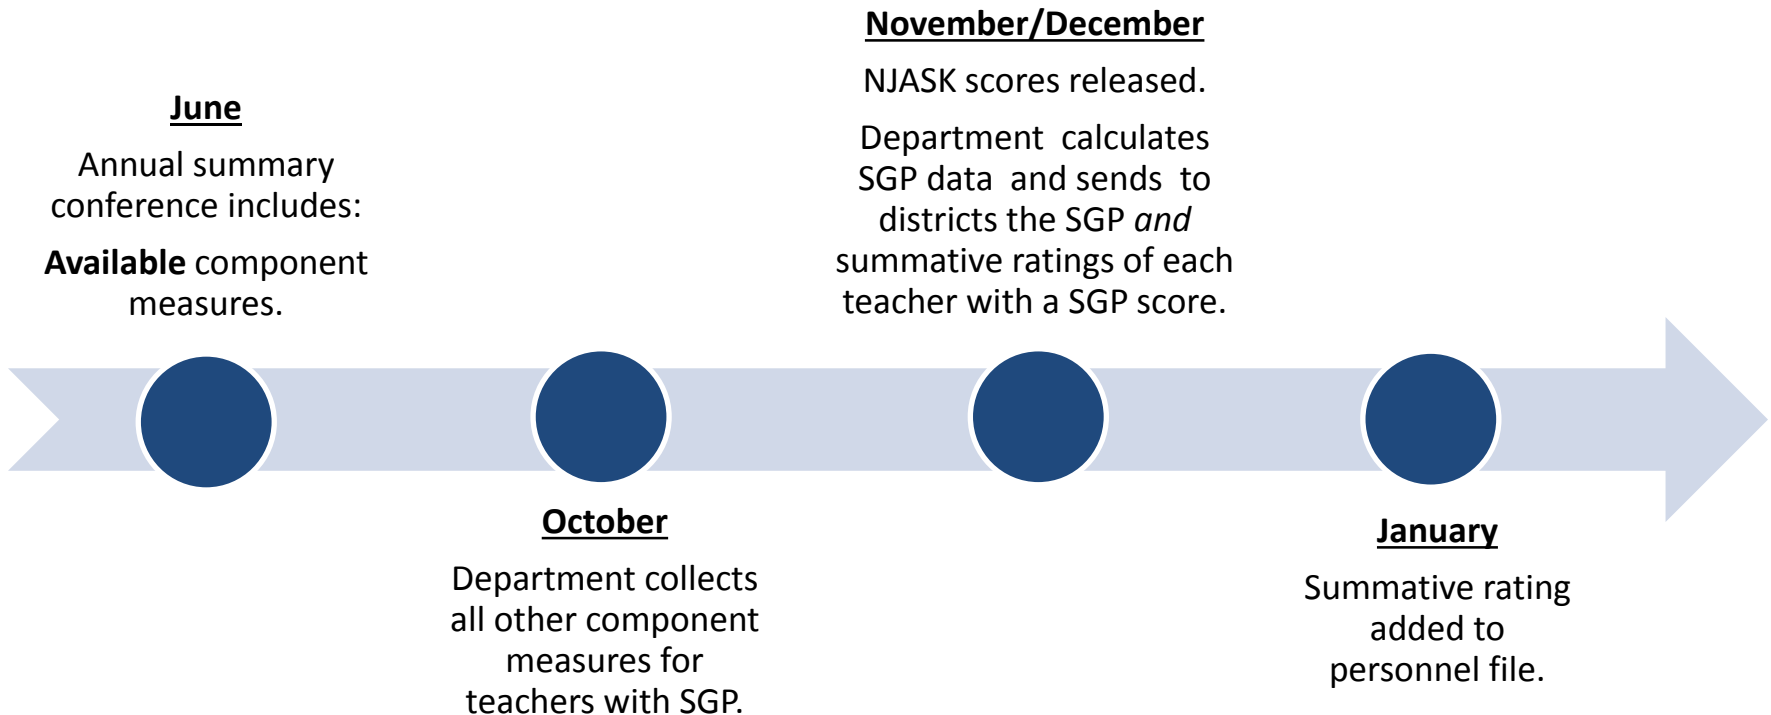 June
Annual summary
conference includes:
Available component
measures.
October
Department collects
all other component
measures for
teachers with SGP.
November/December
NJASK scores released.
Department calculates
SGP data and sends to
districts the SGP and
summative ratings of each
teacher with a SGP score.
January
Summative rating
added to
personnel file.